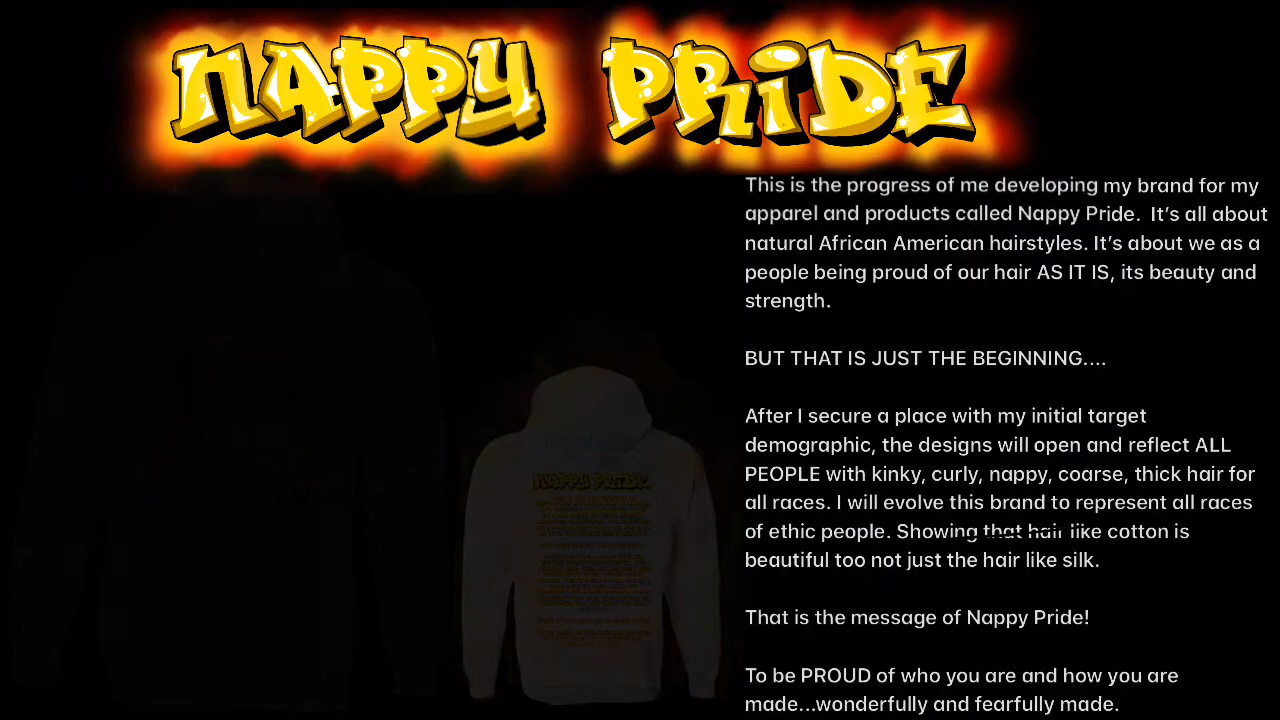 NAPPY PRIDE
This is the progress of me developing my brand for my
apparel and products called Nappy Pride. It's all about
natural African American hairstyles. It's about we as a
people being proud of our hair AS IT IS, its beauty and
strength.
BUT THAT IS JUST THE BEGINNING....
After I secure a place with my initial target
demographic, the designs will open and reflect ALL
PEOPLE with kinky, curly, nappy, coarse, thick hair for
all races. I will evolve this brand to represent all races
of ethic people. Showing that hair like cotton is
beautiful too not just the hair like silk.
That is the message of Nappy Pride!
To be PROUD of who you are and how you are
made...wonderfully and fearfully made.
NAPPY PRIDE